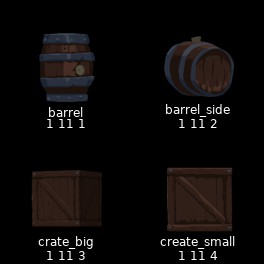 barrel
1 11 1
barrel_side
1 11 2
crate_big
1 11 3
create_small
1 11 4